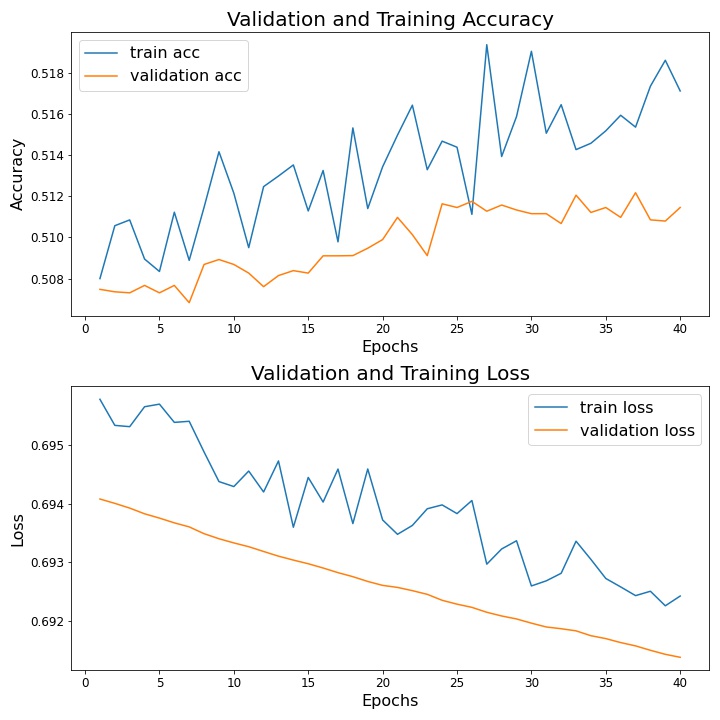 Validation and Training Accuracy
train acc
validation acc
0.518
0.516
0.514
0.512
0.510
0.508
Accuracy
0 5 10 15 20 25 30 35 40
Epochs
Validation and Training Loss
train loss
validation loss
0.695
0.694
0.693
0.692
Loss
0 5 10 15 20 25 30 35 40
Epochs